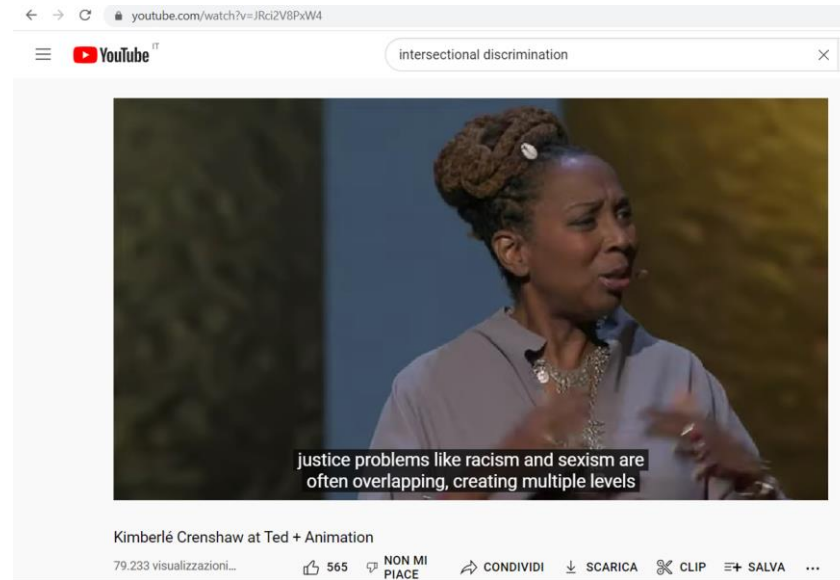 youtube.com/watch?v=JRci2V8PxW4
YouTube IT
intersectional discrimination
justice problems like racism and sexism are
often overlapping, creating multiple levels
Kimberlé Crenshaw at Ted + Animation
79.233 visualizzazioni... 565 NON MI PIACE CONDIVIDI SCARICA CLIP SALVA ...